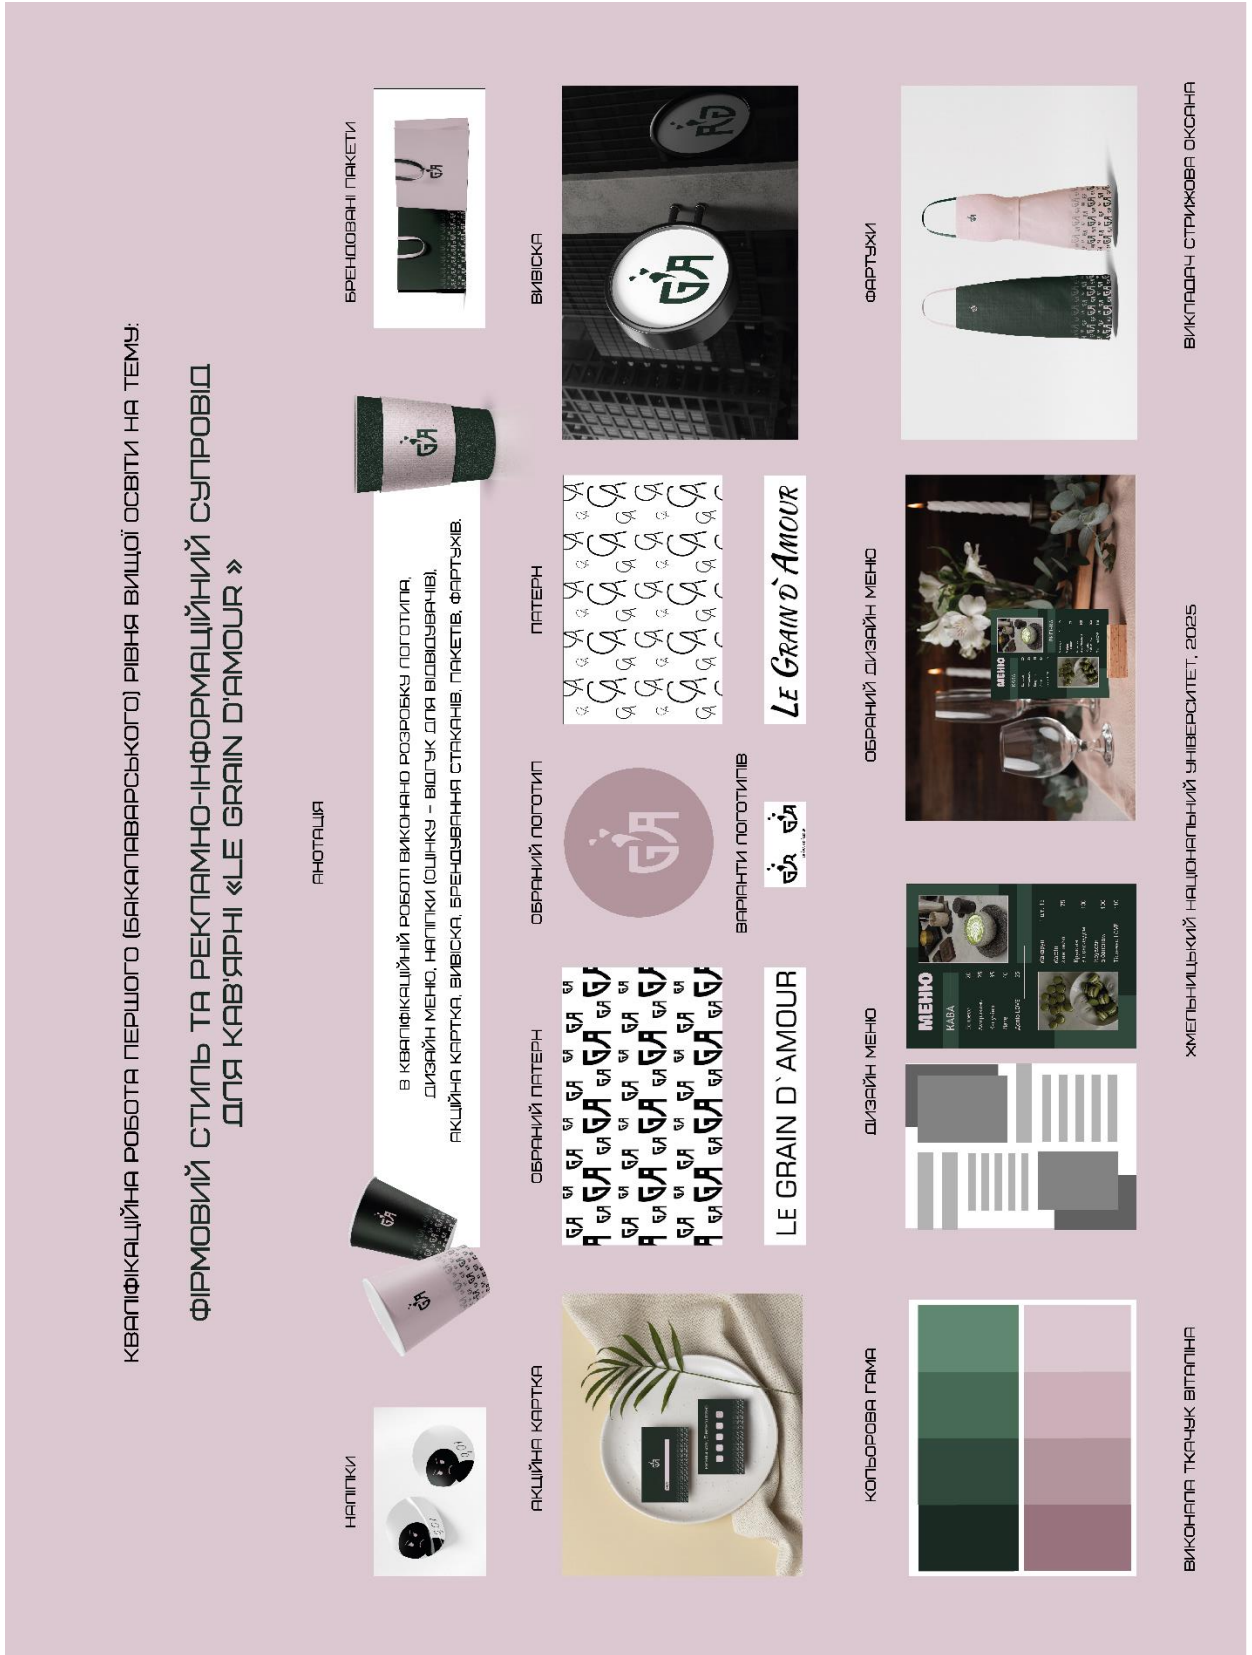 КВАЛІФІКАЦІЙНА РОБОТА ПЕРШОГО (БАКАЛАВАРСЬКОГО) РІВНЯ ВИЩОЇ ОСВІТИ НА ТЕМУ:
ФІРМОВИЙ СТИЛЬ ТА РЕКЛАМНО-ІНФОРМАЦІЙНИЙ СУПРОВІД
ДЛЯ КАВ'ЯРНІ «LE GRAIN D'AMOUR »
АНОТАЦІЯ
НАЛІПКИ
БРЕНДОВАНІ ПАКЕТИ
В КВАЛІФІКАЦІЙНІЙ РОБОТІ ВИКОНАНО РОЗРОБКУ ЛОГОТИПА,
ДИЗАЙН МЕНЮ, НАЛІПКИ (ОЦІНКУ - ВІДГУК ДЛЯ ВІДВІДУВАЧІВ),
АКЦІЙНА КАРТКА, ВИВІСКА, БРЕНДУВАННЯ СТАКАНІВ, ПАКЕТІВ, ФАРТУХІВ.
АКЦІЙНА КАРТКА
ОБРАНИЙ ПАТЕРН
ОБРАНИЙ ЛОГОТИП
ПАТЕРН
ВИВІСКА
GA
ВАРІАНТИ ЛОГОТИПІВ
LE GRAIN D`AMOUR
LE GRAIN D`AMOUR
КОЛЬОРОВА ГАМА
ДИЗАЙН МЕНЮ
ОБРАНИЙ ДИЗАЙН МЕНЮ
ФАРТУХИ
МЕНЮ
КАВА
МЕНЮ
ВИКОНАЛА ТКАЧУК ВІТАЛІНА
ХМЕЛЬНИЦЬКИЙ НАЦІОНАЛЬНИЙ УНІВЕРСИТЕТ, 2025
ВИКЛАДАЧ СТРИЖОВА ОКСАНА